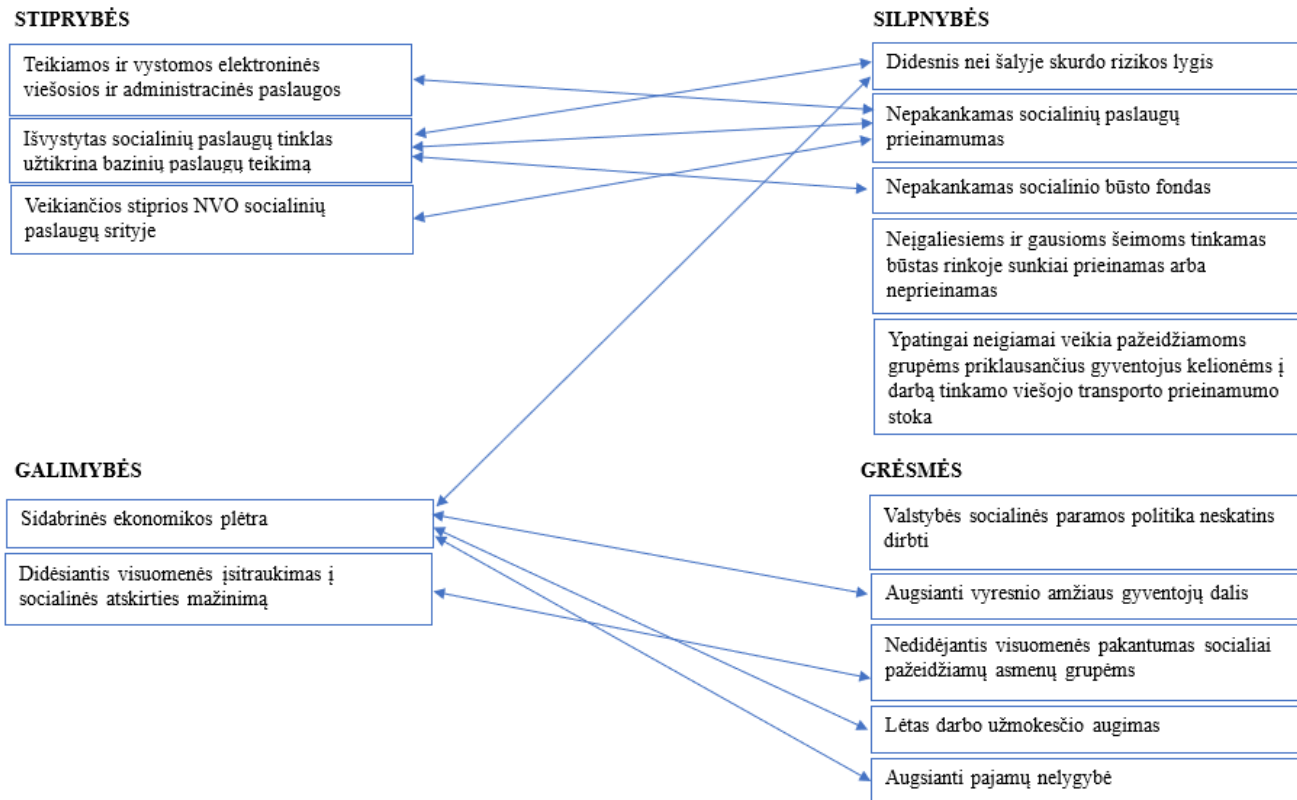 STIPRYBĖS
Teikiamos ir vystomos elektroninės
viešosios ir administracinės paslaugos
Išvystytas socialinių paslaugų tinklas
užtikrina bazinių paslaugų teikimą
Veikiančios stiprios NVO socialinių
paslaugų srityje
SILPNYBĖS
Didesnis nei šalyje skurdo rizikos lygis
Nepakankamas socialinių paslaugų
prieinamumas
Nepakankamas socialinio būsto fondas
Neįgaliesiems ir gausioms šeimoms tinkamas
būstas rinkoje sunkiai prieinamas arba
neprieinamas
Ypatingai neigiamai veikia pažeidžiamoms
grupėms priklausančius gyventojus kelionėms į
darbą tinkamo viešojo transporto prieinamumo
stoka
GALIMYBĖS
Sidabrinės ekonomikos plėtra
Didėsiantis visuomenės įsitraukimas į
socialinės atskirties mažinimą
GRĖSMĖS
Valstybės socialinės paramos politika neskatins
dirbti
Augsianti vyresnio amžiaus gyventojų dalis
Nedidėjantis visuomenės pakantumas socialiai
pažeidžiamų asmenų grupėms
Lėtas darbo užmokesčio augimas
Augsianti pajamų nelygybė